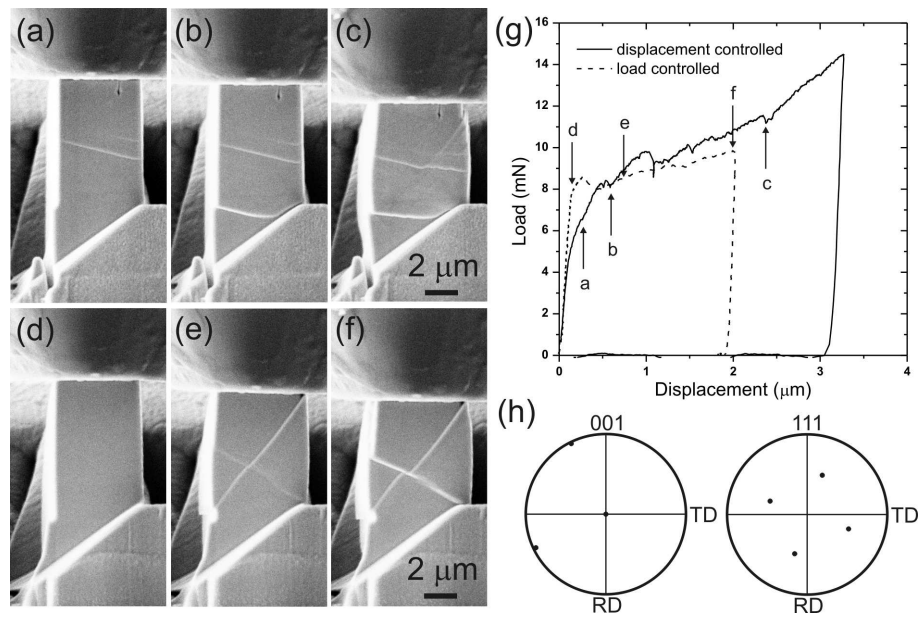 (a)
(b)
(c)
2 μm
(d)
(e)
(f)
2 μm
(g)
16
14
12
10
8
6
4
2
0
Load (mN)
displacement controlled
load controlled
d
e
f
a
b
c
0
1
2
3
4
Displacement (μm)
(h)
001
TD
RD
111
TD
RD